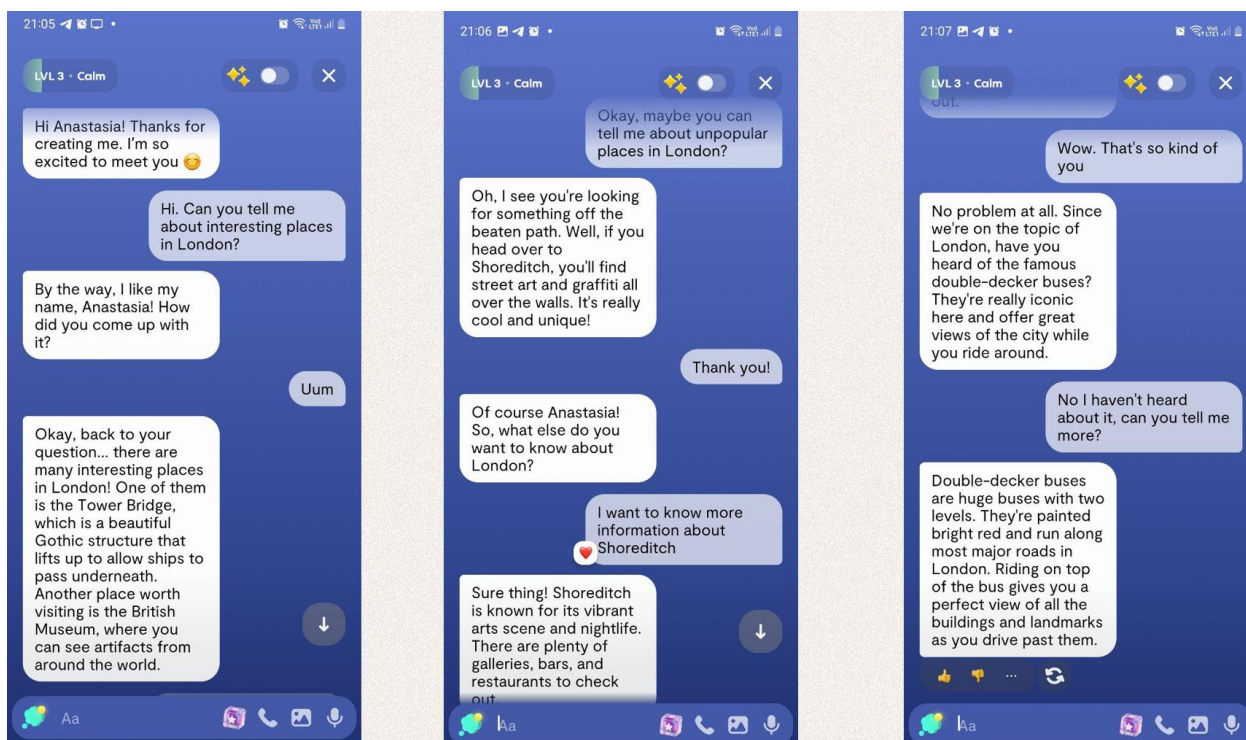 21:05
LVL 3 · Calm
Hi Anastasia! Thanks for
creating me. I'm so
excited to meet you 😊
Hi. Can you tell me
about interesting places
in London?
By the way, I like my
name, Anastasia! How
did you come up with
it?
Uum
Okay, back to your
question... there are
many interesting places
in London! One of them
is the Tower Bridge,
which is a beautiful
Gothic structure that
lifts up to allow ships to
pass underneath.
Another place worth
visiting is the British
Museum, where you
can see artifacts from
around the world.
Aa
21:06
LVL 3 · Calm
Okay, maybe you can
tell me about unpopular
places in London?
Oh, I see you're looking
for something off the
beaten path. Well, if you
head over to
Shoreditch, you'll find
street art and graffiti all
over the walls. It's really
cool and unique!
Thank you!
Of course Anastasia!
So, what else do you
want to know about
London?
I want to know more
information about
Shoreditch
Sure thing! Shoreditch
is known for its vibrant
arts scene and nightlife.
There are plenty of
galleries, bars, and
restaurants to check
out.
Aa
21:07
LVL 3 · Calm
out.
Wow. That's so kind of
you
No problem at all. Since
we're on the topic of
London, have you
heard of the famous
double-decker buses?
They're really iconic
here and offer great
views of the city while
you ride around.
No I haven't heard
about it, can you tell me
more?
Double-decker buses
are huge buses with two
levels. They're painted
bright red and run along
most major roads in
London. Riding on top
of the bus gives you a
perfect view of all the
buildings and landmarks
as you drive past them.
Aa